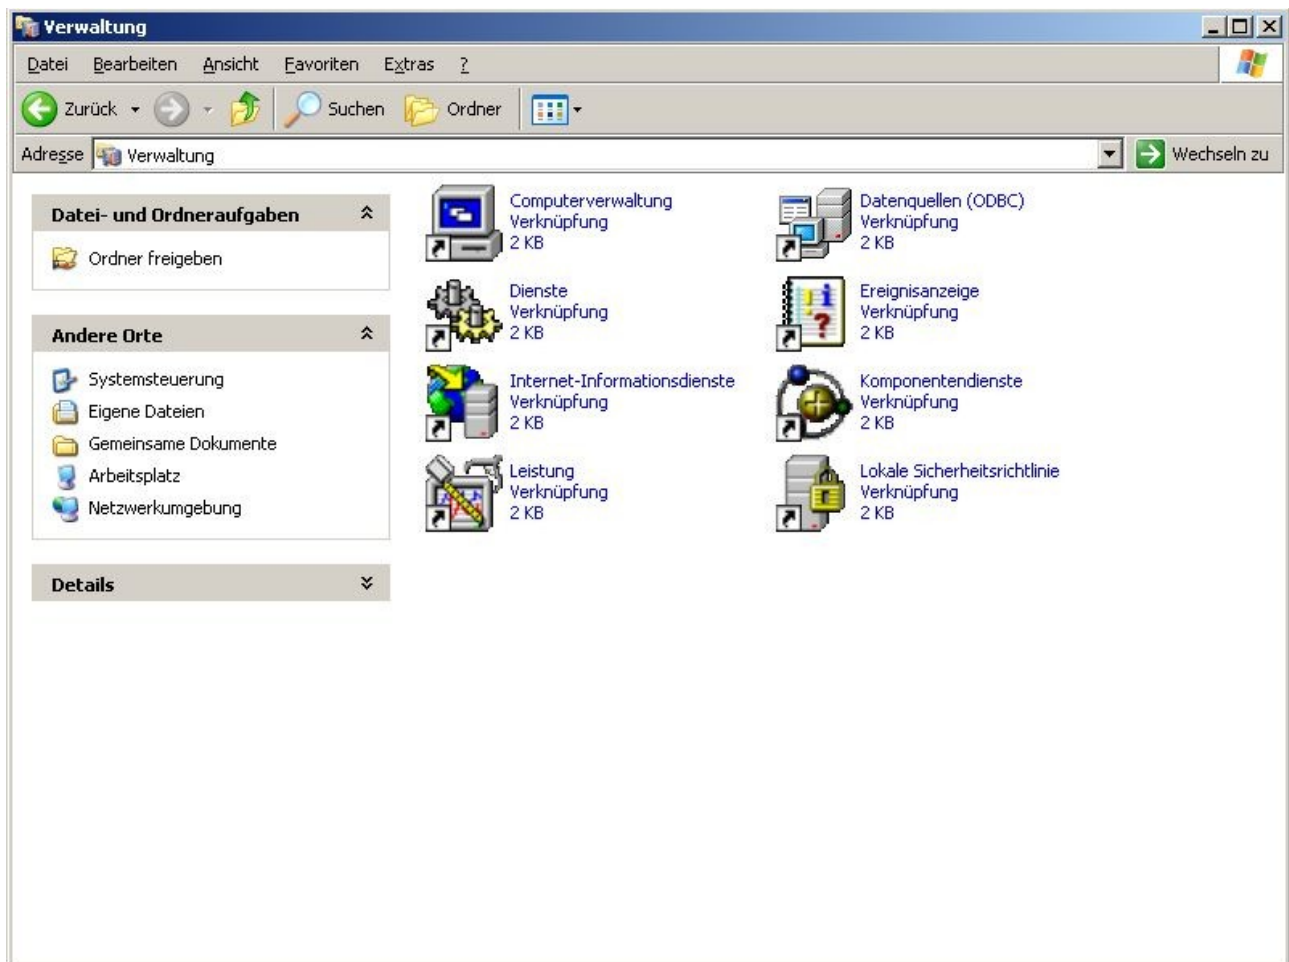 Verwaltung
Datei Bearbeiten Ansicht Favoriten Extras ?
Zurück Suchen Ordner
Adresse Verwaltung Wechseln zu
Datei- und Ordneraufgaben
Ordner freigeben
Andere Orte
Systemsteuerung
Eigene Dateien
Gemeinsame Dokumente
Arbeitsplatz
Netzwerkumgebung
Details
Computerverwaltung
Verknüpfung
2 KB
Datenquellen (ODBC)
Verknüpfung
2 KB
Dienste
Verknüpfung
2 KB
Ereignisanzeige
Verknüpfung
2 KB
Internet-Informationsdienste
Verknüpfung
2 KB
Komponentendienste
Verknüpfung
2 KB
Leistung
Verknüpfung
2 KB
Lokale Sicherheitsrichtlinie
Verknüpfung
2 KB